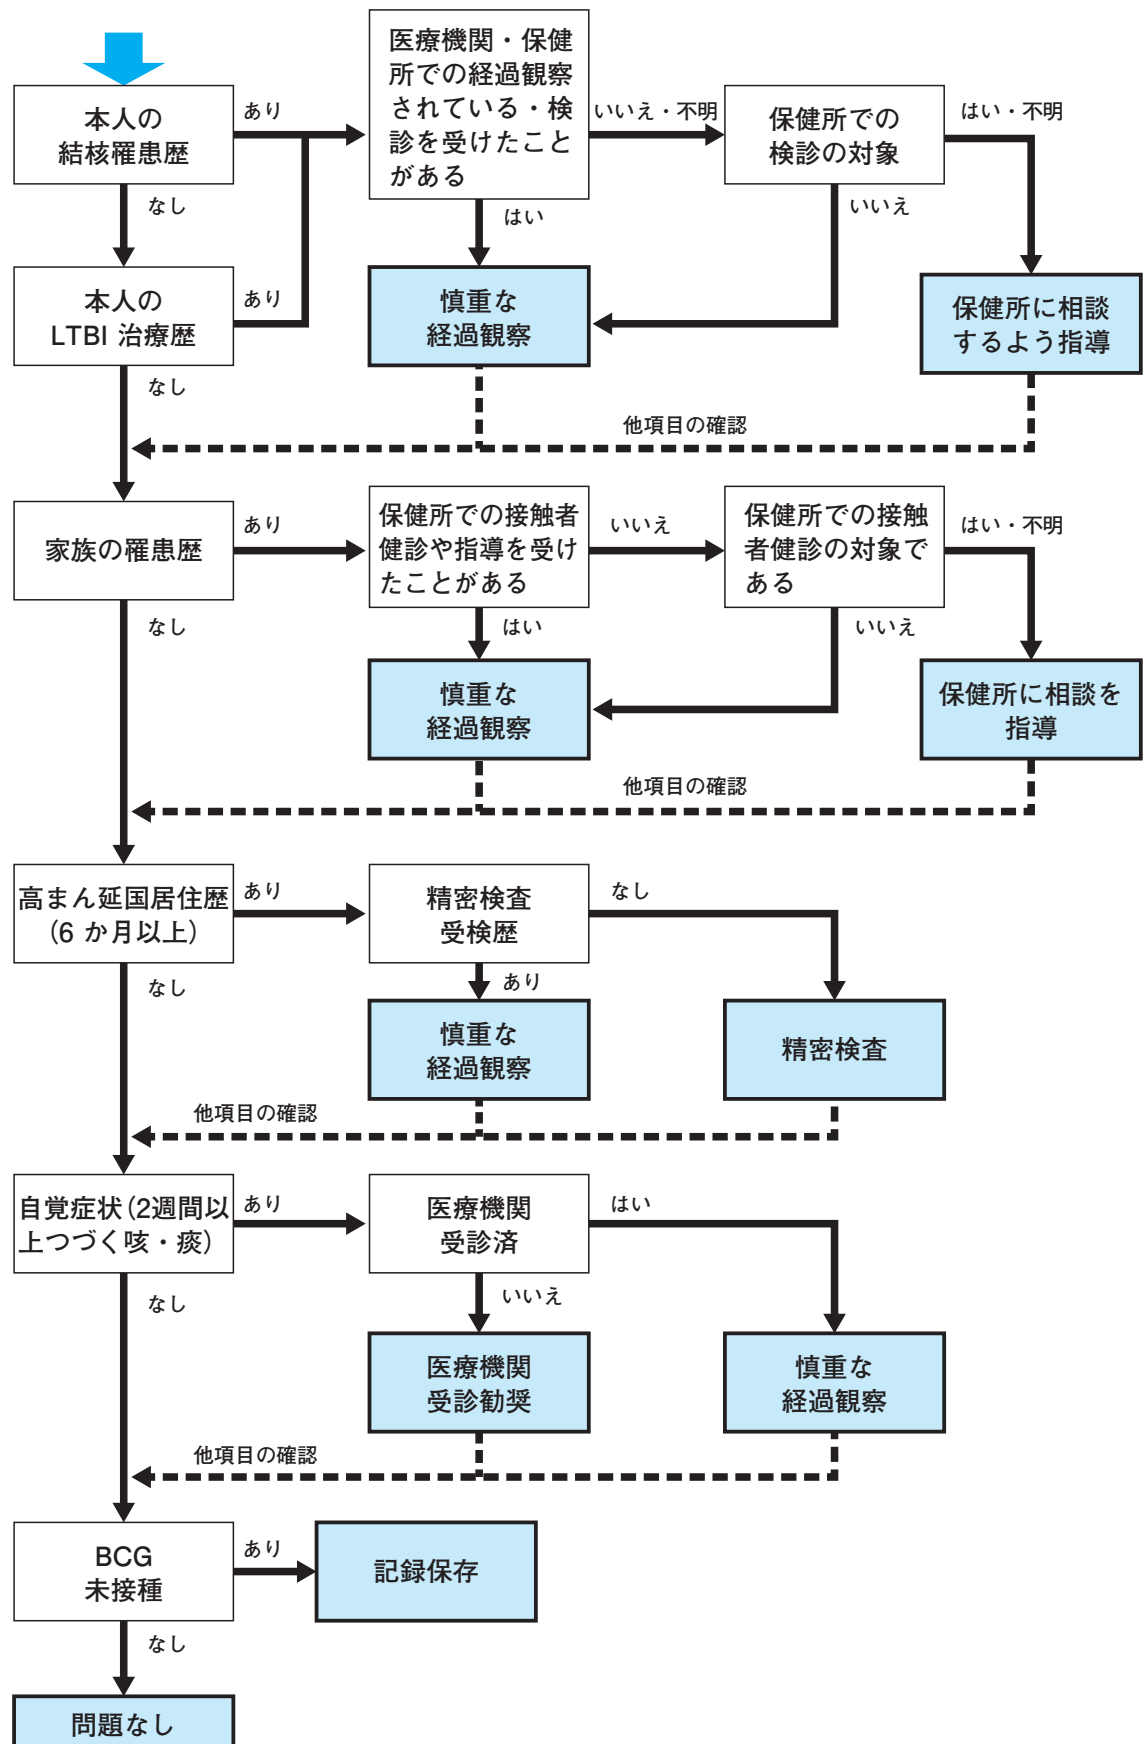 本人の
結核罹患歴
あり
医療機関・保健
所での経過観察
されている・検
診を受けたこと
がある
いいえ・不明
保健所での
検診の対象
はい・不明
なし
はい
いいえ
本人の
LTBI 治療歴
あり
慎重な
経過観察
保健所に相談
するよう指導
なし
他項目の確認
家族の罹患歴
あり
保健所での接触者
健診や指導を受け
たことがある
いいえ
保健所での接触
者健診の対象で
ある
はい・不明
なし
はい
いいえ
慎重な
経過観察
保健所に相談を
指導
他項目の確認
高まん延国居住歴
(6 か月以上)
あり
精密検査
受検歴
なし
なし
あり
慎重な
経過観察
精密検査
他項目の確認
自覚症状(2週間以
上つづく咳・痰)
あり
医療機関
受診済
はい
なし
いいえ
医療機関
受診勧奨
慎重な
経過観察
他項目の確認
BCG
未接種
あり
記録保存
なし
問題なし